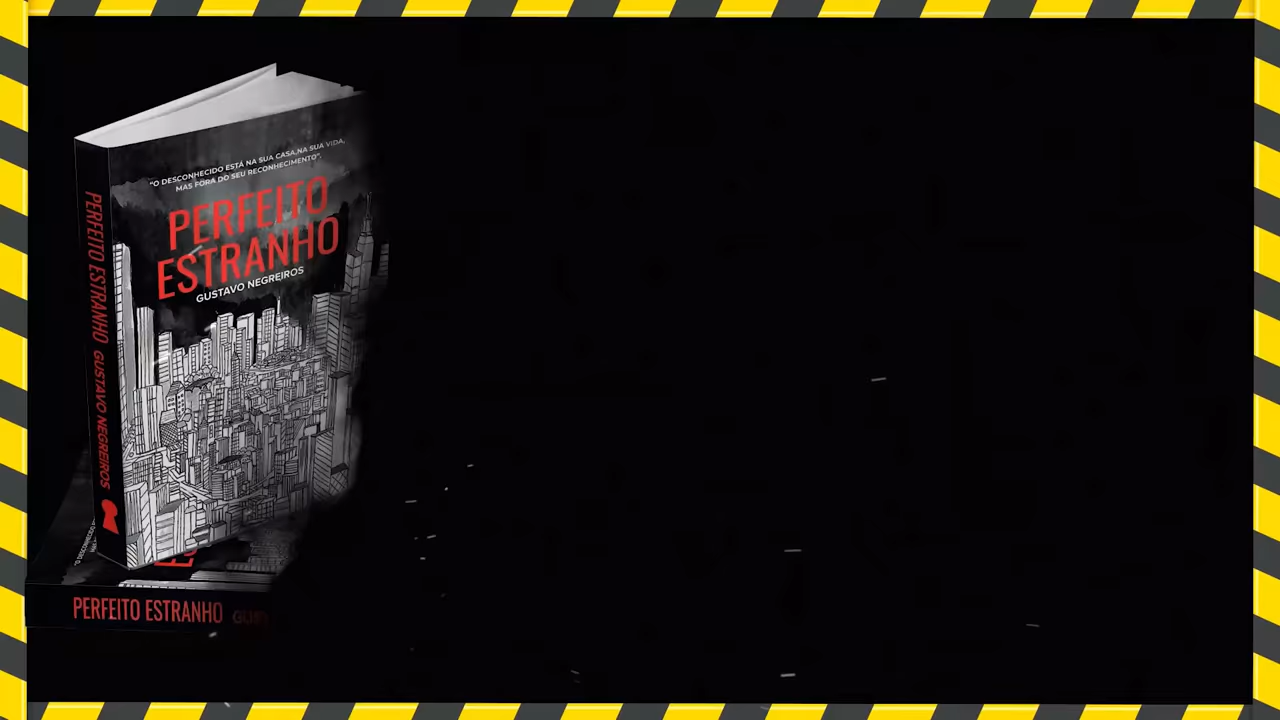 "O DESCONHECIDO ESTÁ NA SUA CASA,NA SUA VIDA,
MAS FORA DO SEU RECONHECIMENTO".
PERFEITO
ESTRANHO
GUSTAVO NEGREIROS
PERFEITO ESTRANHO GUSTAVO NEGREIROS
PERFEITO ESTRANHO